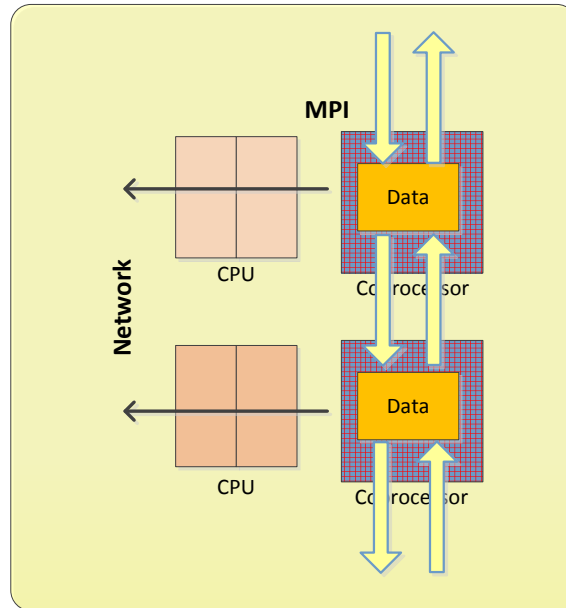 MPI
Data
CPU
Coprocessor
Network
Data
CPU
Coprocessor